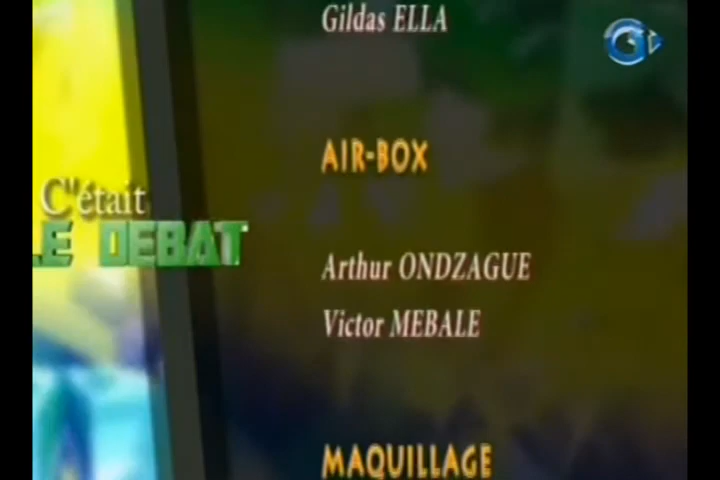 Gildas ELLA
AIR-BOX
C'était
LE DEBAT
Arthur ONDZAGUE
Victor MEBALE
MAQUILLAGE